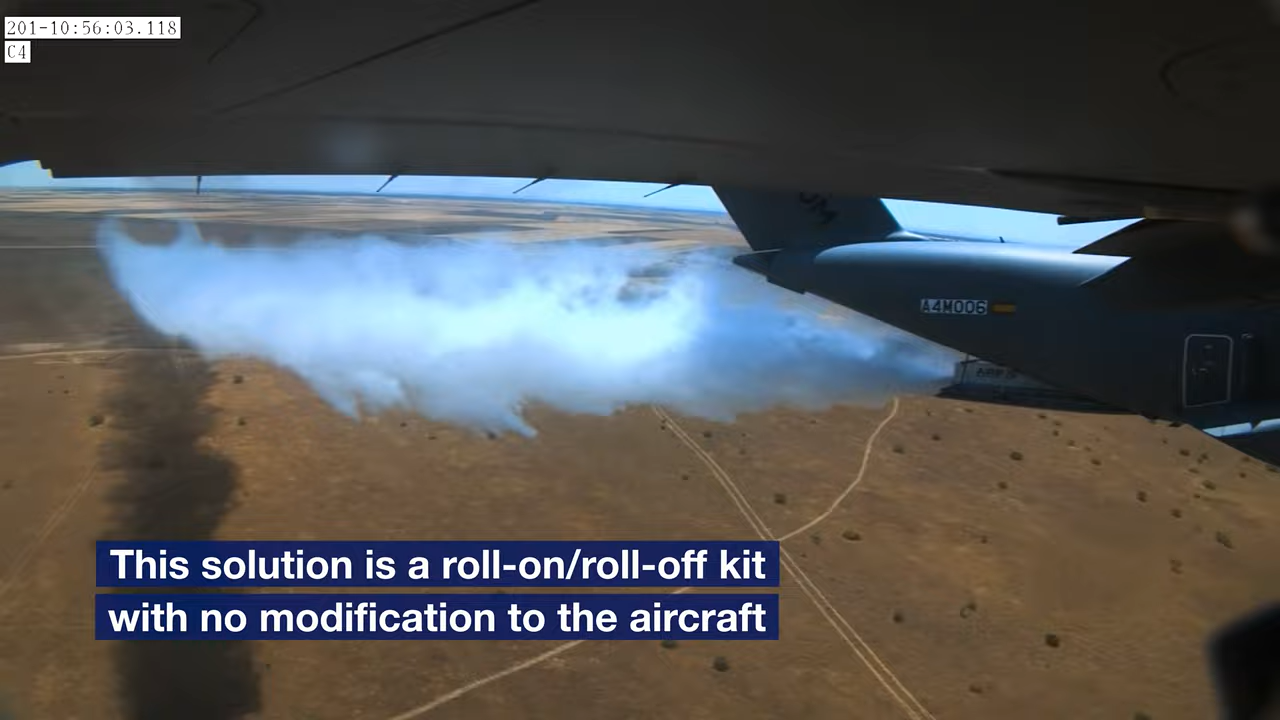 201-10:56:03.118
C4
A4M006
This solution is a roll-on/roll-off kit
with no modification to the aircraft